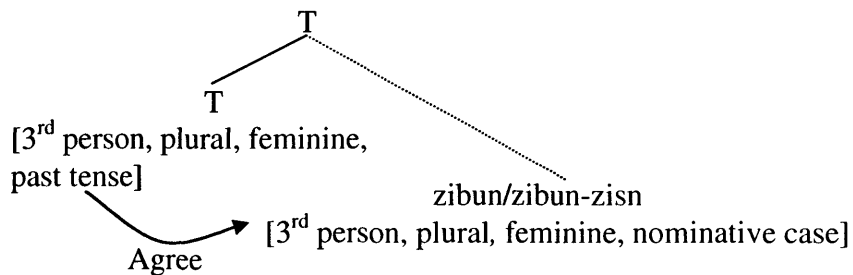 T
T
[3rd person, plural, feminine,
past tense]
zibun/zibun-zisn
[3rd person, plural, feminine, nominative case]
Agree